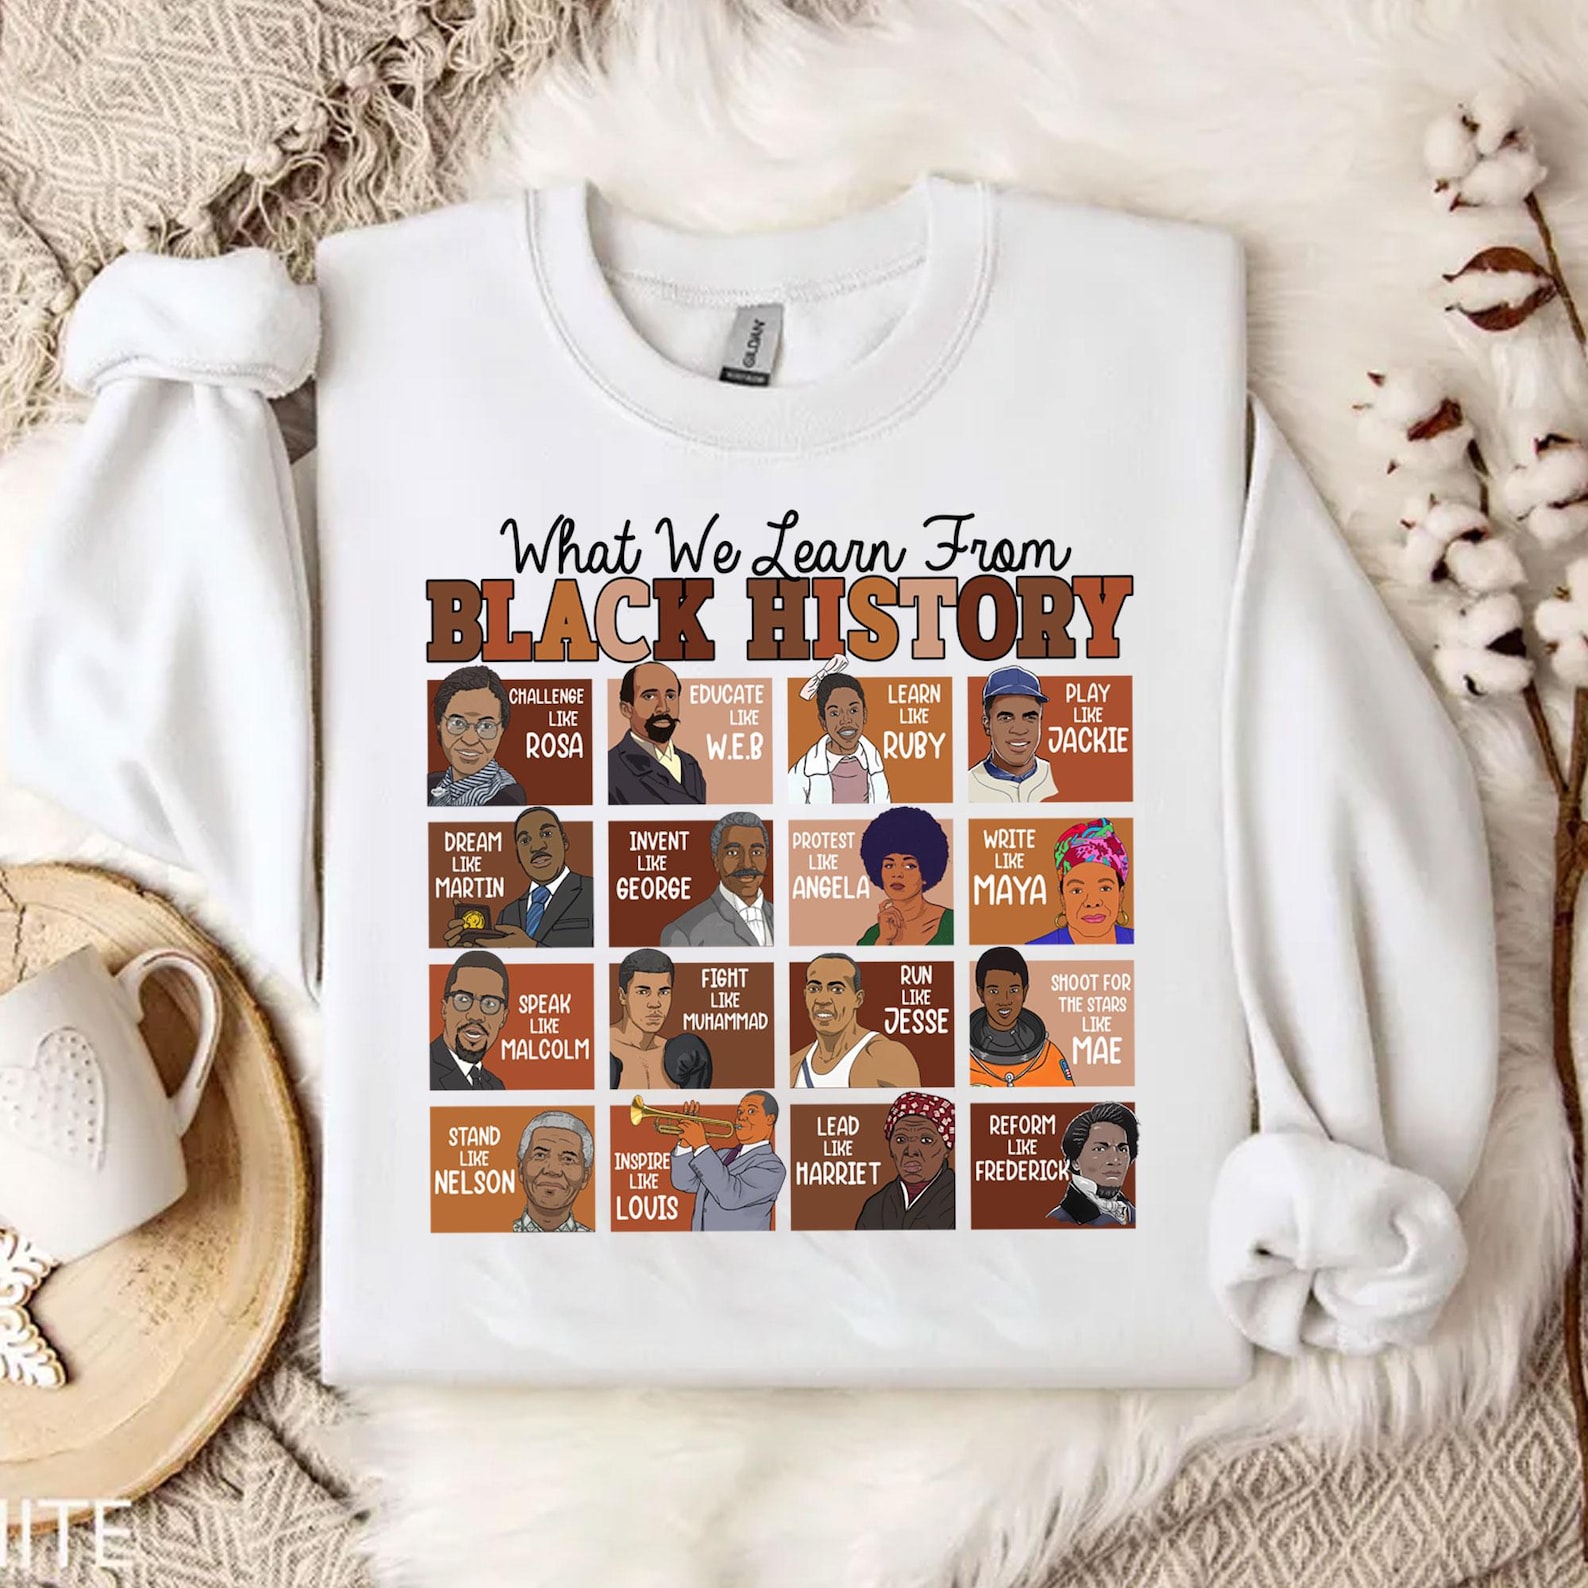 GILDAN
What We Learn From
BLACK HISTORY
CHALLENGE
LIKE
ROSA
EDUCATE
LIKE
W.E.B
LEARN
LIKE
RUBY
PLAY
LIKE
JACKIE
DREAM
LIKE
MARTIN
INVENT
LIKE
GEORGE
PROTEST
LIKE
ANGELA
WRITE
LIKE
MAYA
SPEAK
LIKE
MALCOLM
FIGHT
LIKE
MUHAMMAD
RUN
LIKE
JESSE
SHOOT FOR
THE STARS
LIKE
MAE
STAND
LIKE
NELSON
INSPIRE
LIKE
LOUIS
LEAD
LIKE
HARRIET
REFORM
LIKE
FREDERICK